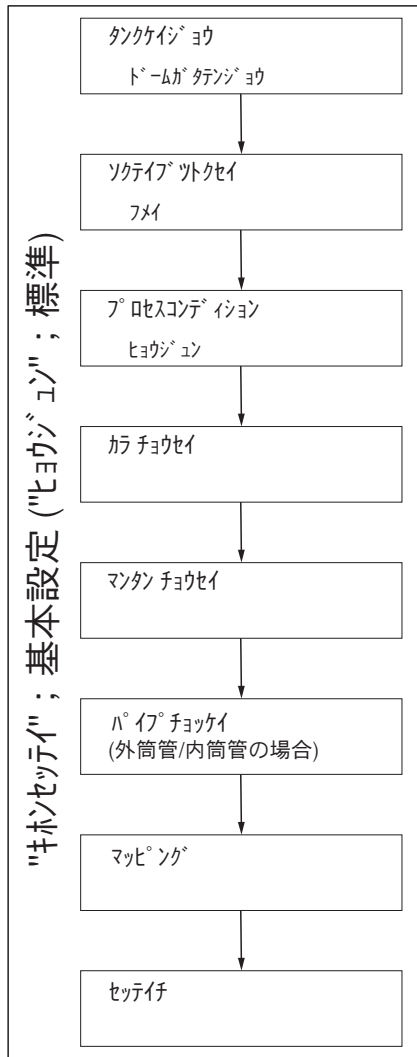 "ｷﾎﾝｾｯﾃｲ"; 基本設定 ("ﾋｮｳｼﾞｭﾝ"; 標準)
ﾀﾝｸｹｲｼﾞｮｳ
ﾄﾞｰﾑｶﾞﾀﾃﾝｼﾞｮｳ
ｿｸﾃｲﾌﾞﾂﾄｸｾｲ
ﾌﾒｲ
ﾌﾟﾛｾｽｺﾝﾃﾞｨｼｮﾝ
ﾋｮｳｼﾞｭﾝ
ｶﾗ ﾁｮｳｾｲ
ﾏﾝﾀﾝ ﾁｮｳｾｲ
ﾊﾟｲﾌﾟﾁｮｯｹｲ
(外筒管/内筒管の場合)
ﾏｯﾋﾟﾝｸﾞ
ｾｯﾃｲﾁ